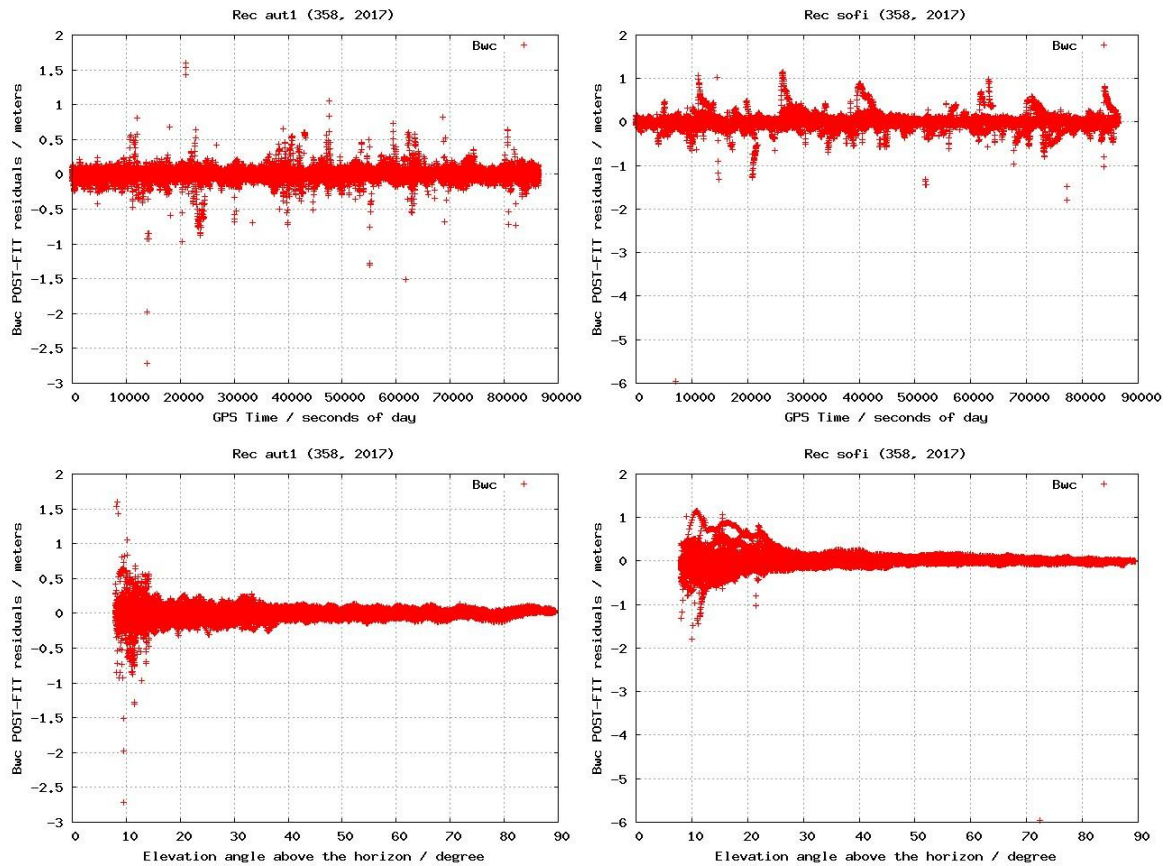 Rec aut1 (358, 2017)
Bwc
Bwc POST-FIT residuals / meters
2
1.5
1
0.5
0
-0.5
-1
-1.5
-2
-2.5
-3
0 10000 20000 30000 40000 50000 60000 70000 80000 90000
GPS Time / seconds of day
Rec sofi (358, 2017)
Bwc
Bwc POST-FIT residuals / meters
2
1
0
-1
-2
-3
-4
-5
-6
0 10000 20000 30000 40000 50000 60000 70000 80000 90000
GPS Time / seconds of day
Rec aut1 (358, 2017)
Bwc
Bwc POST-FIT residuals / meters
2
1.5
1
0.5
0
-0.5
-1
-1.5
-2
-2.5
-3
0 10 20 30 40 50 60 70 80 90
Elevation angle above the horizon / degree
Rec sofi (358, 2017)
Bwc
Bwc POST-FIT residuals / meters
2
1
0
-1
-2
-3
-4
-5
-6
0 10 20 30 40 50 60 70 80 90
Elevation angle above the horizon / degree